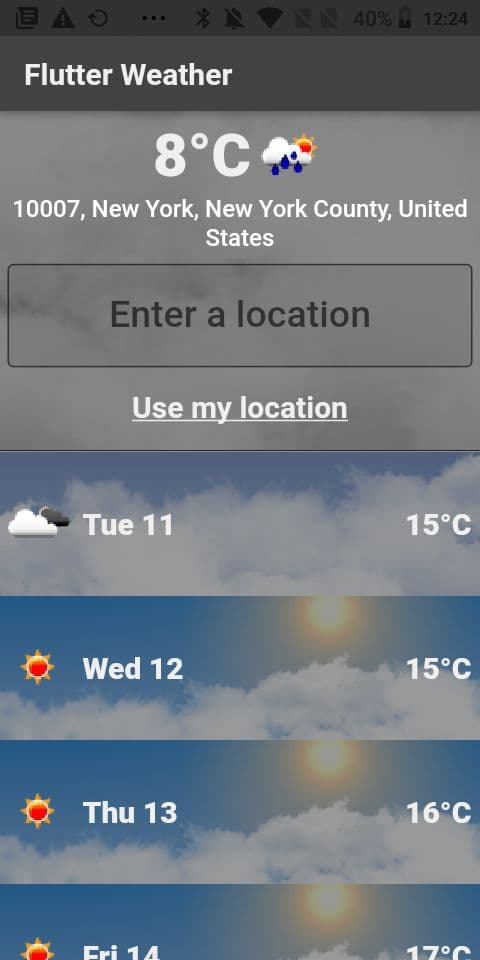 40% 12:24
Flutter Weather
8°C
10007, New York, New York County, United
States
Enter a location
Use my location
Tue 11 15°C
Wed 12 15°C
Thu 13 16°C
Fri 14 17°C